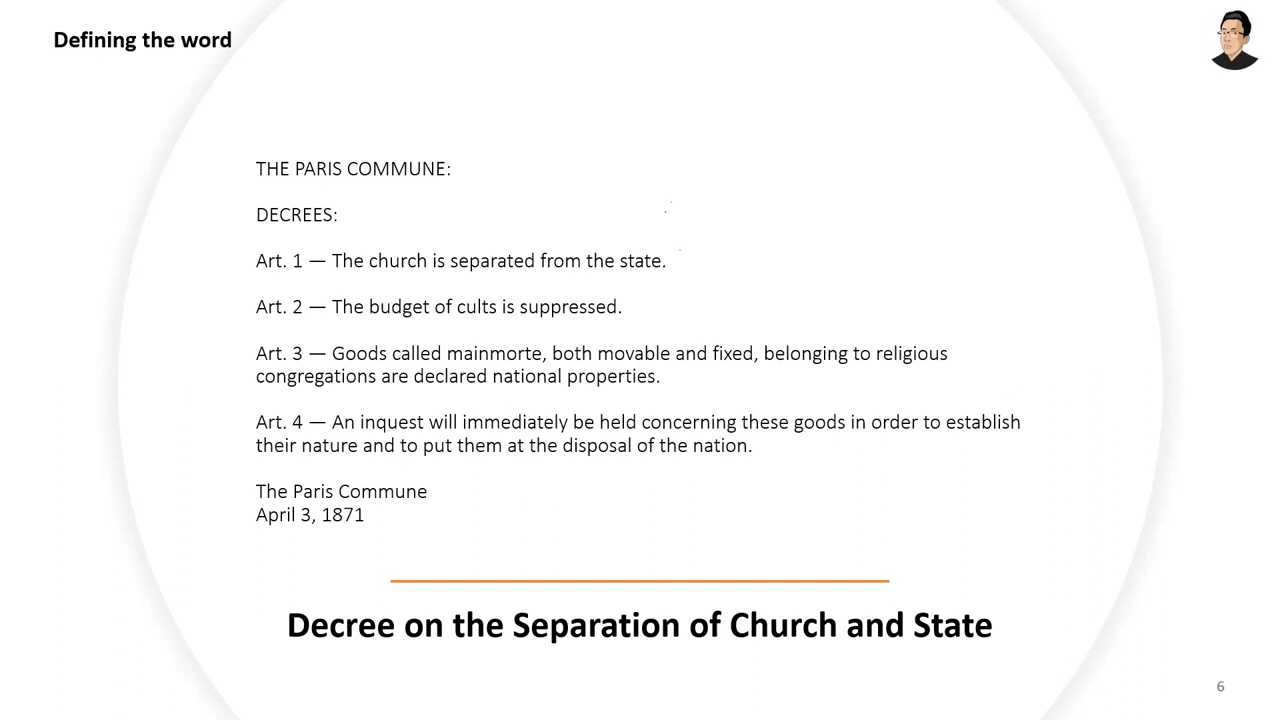 Defining the word
THE PARIS COMMUNE:
DECREES:
Art. 1 — The church is separated from the state.
Art. 2 — The budget of cults is suppressed.
Art. 3 — Goods called mainmorte, both movable and fixed, belonging to religious
congregations are declared national properties.
Art. 4 — An inquest will immediately be held concerning these goods in order to establish
their nature and to put them at the disposal of the nation.
The Paris Commune
April 3, 1871
Decree on the Separation of Church and State
6